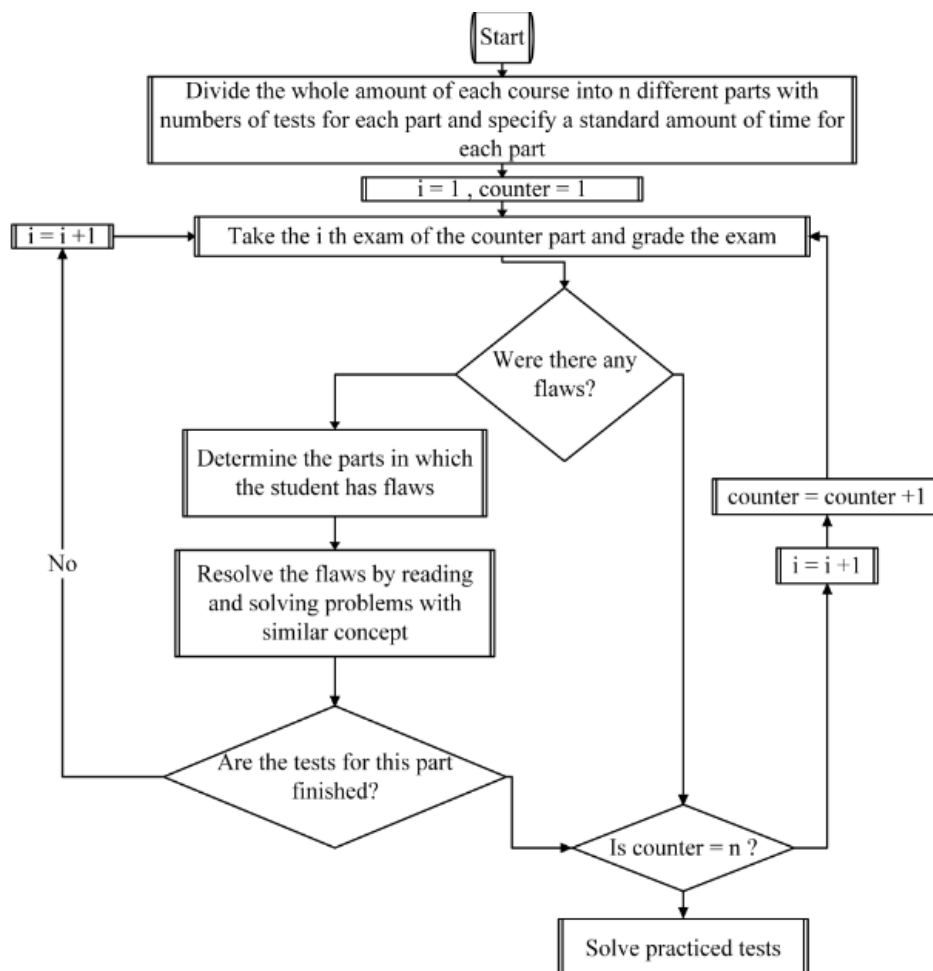 Start
Divide the whole amount of each course into n different parts with
numbers of tests for each part and specify a standard amount of time for
each part
i = 1 , counter = 1
i = i +1
Take the i th exam of the counter part and grade the exam
Were there any
flaws?
Determine the parts in which
the student has flaws
counter = counter +1
No
Resolve the flaws by reading
and solving problems with
similar concept
i = i +1
Are the tests for this part
finished?
Is counter = n ?
Solve practiced tests